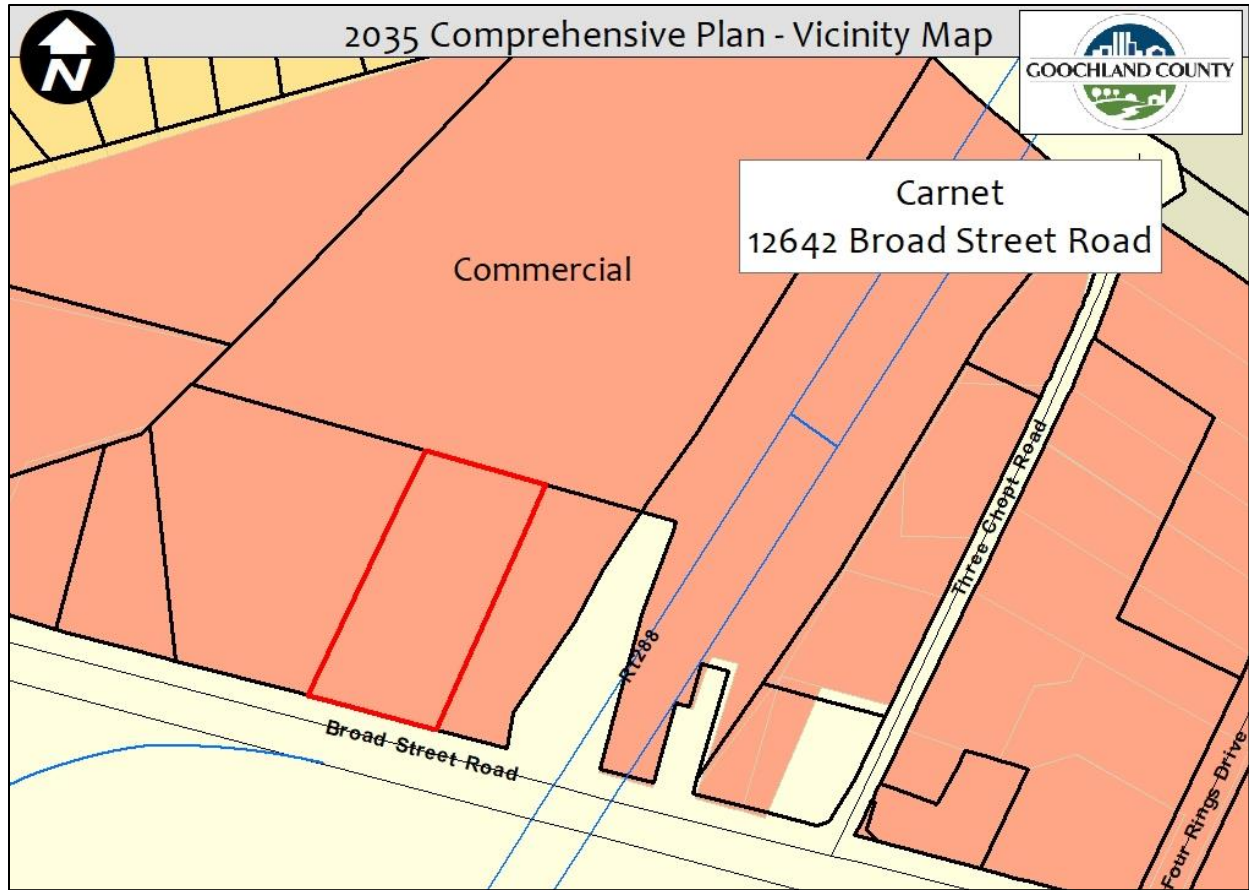 2035 Comprehensive Plan - Vicinity Map
N
GOOCHLAND COUNTY
Carnet
12642 Broad Street Road
Commercial
Three Chopt Road
RT288
Broad Street Road
Four Rings Drive